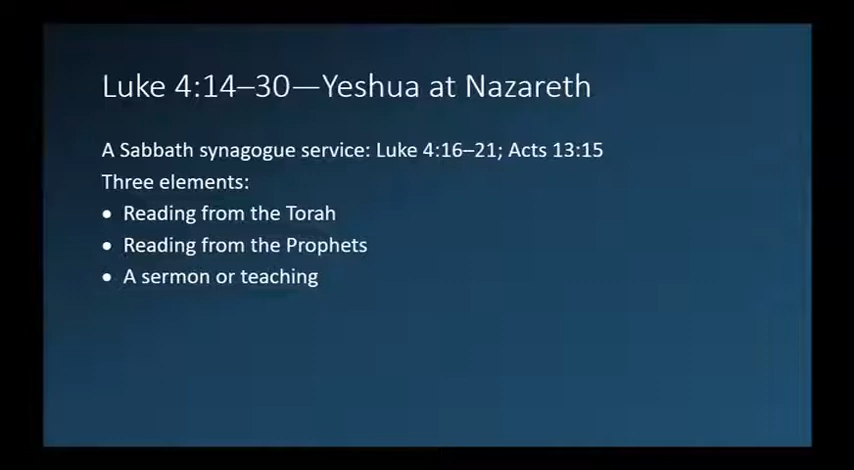 Luke 4:14–30—Yeshua at Nazareth
A Sabbath synagogue service: Luke 4:16–21; Acts 13:15
Three elements:
• Reading from the Torah
• Reading from the Prophets
• A sermon or teaching